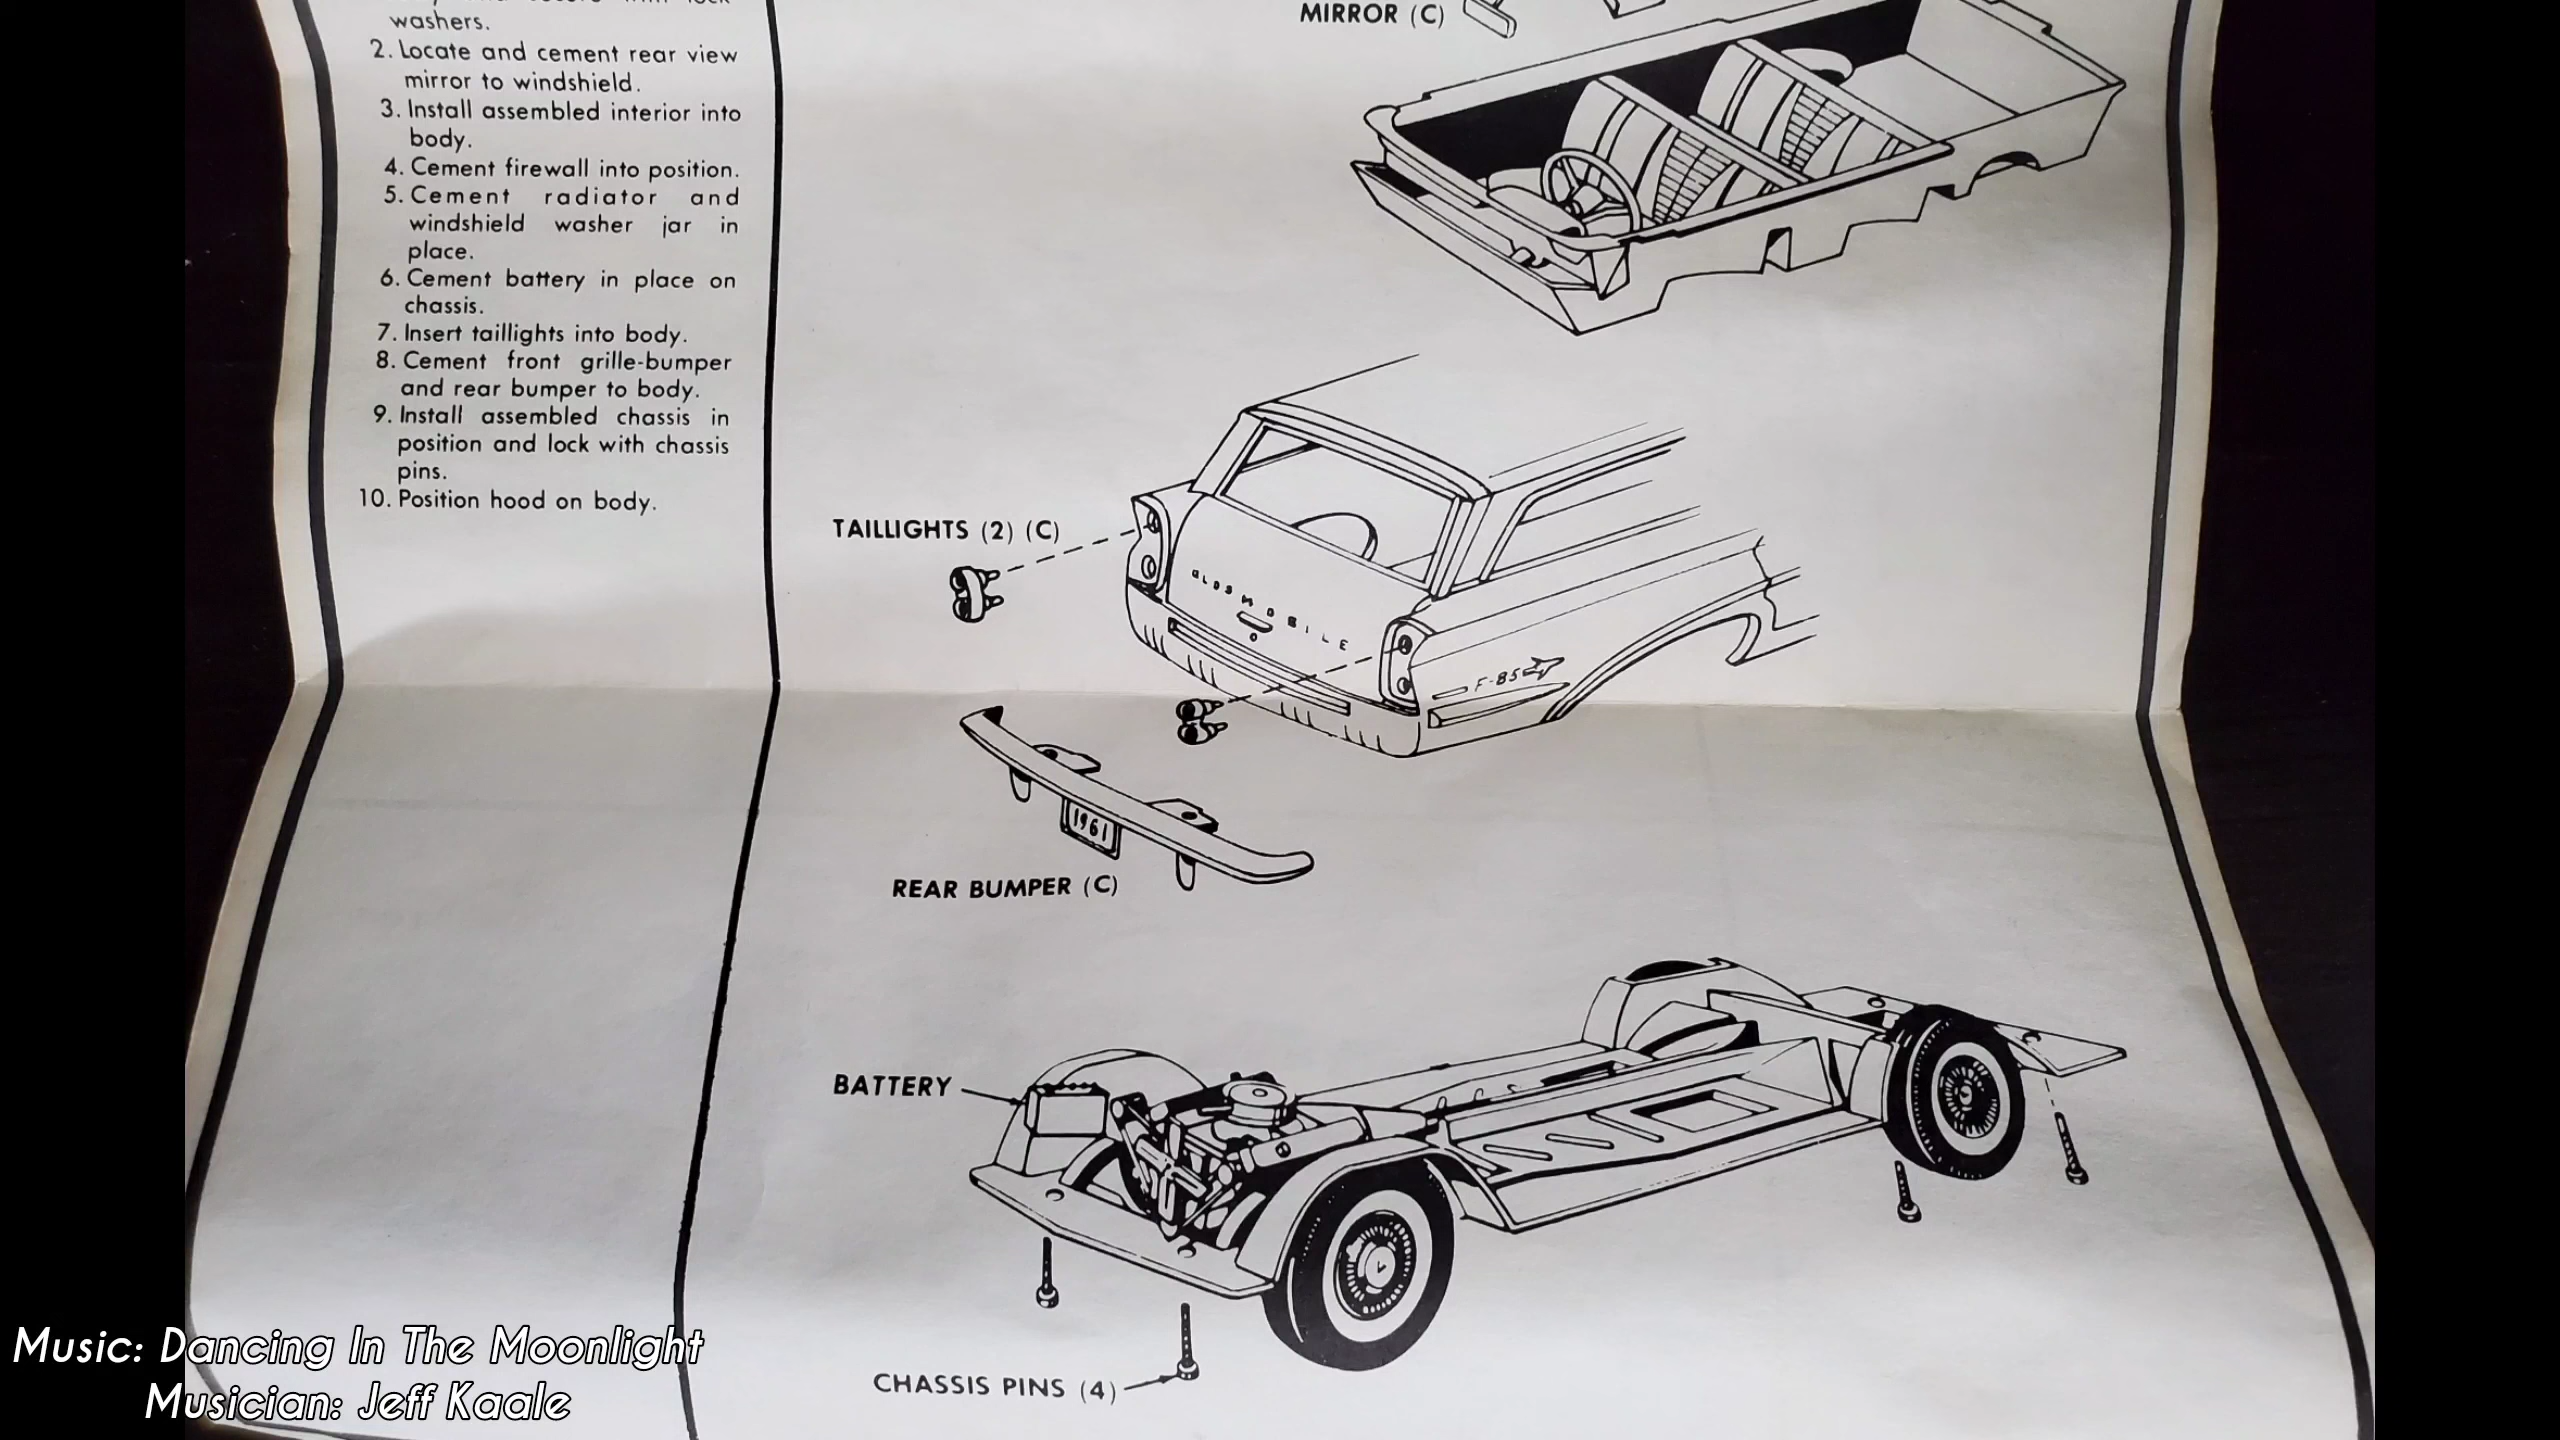 washers.
2. Locate and cement rear view
mirror to windshield.
3. Install assembled interior into
body.
4. Cement firewall into position.
5. Cement radiator and
windshield washer jar in
place.
6. Cement battery in place on
chassis.
7. Insert taillights into body.
8. Cement front grille-bumper
and rear bumper to body.
9. Install assembled chassis in
position and lock with chassis
pins.
10. Position hood on body.
MIRROR (C)
TAILLIGHTS (2) (C)
OLDSMOBILE
F-85
1961
REAR BUMPER (C)
BATTERY
CHASSIS PINS (4)
Music: Dancing In The Moonlight
Musician: Jeff Kaale